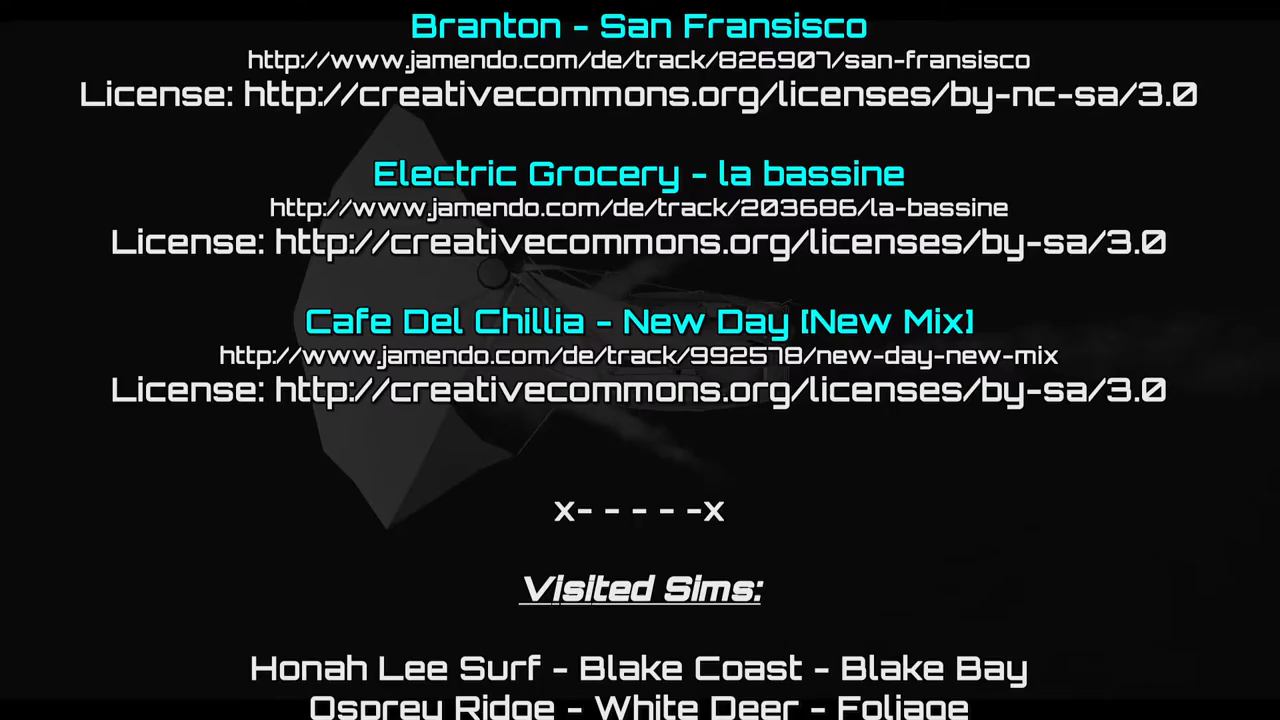 Branton - San Fransisco
http://www.jamendo.com/de/track/826907/san-fransisco
License: http://creativecommons.org/licenses/by-nc-sa/3.0
Electric Grocery - la bassine
http://www.jamendo.com/de/track/203686/la-bassine
License: http://creativecommons.org/licenses/by-sa/3.0
Cafe Del Chillia - New Day [New Mix]
http://www.jamendo.com/de/track/992578/new-day-new-mix
License: http://creativecommons.org/licenses/by-sa/3.0
x- - - - -x
Visited Sims:
Honah Lee Surf - Blake Coast - Blake Bay
Osprey Ridge - White Deer - Foliage